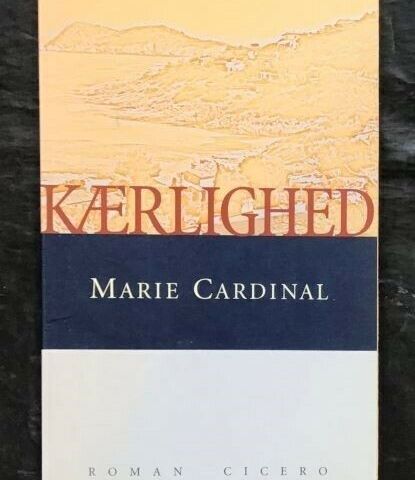 KÆRLIGHED
MARIE CARDINAL
ROMAN CICERO